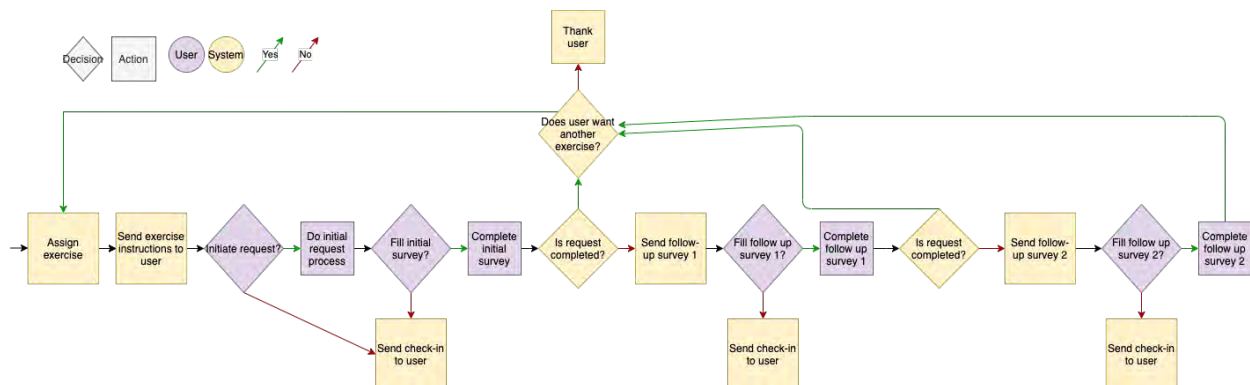 Thank
user
Decision
Action
User
System
Yes
No
Does user want
another
exercise?
Assign
exercise
Send exercise
instructions to
user
Initiate request?
Do initial
request
process
Fill initial
survey?
Complete
initial
survey
Is request
completed?
Send follow-
up survey 1
Fill follow up
survey 1?
Complete
follow up
survey 1
Is request
completed?
Send follow-
up survey 2
Fill follow up
survey 2?
Complete
follow up
survey 2
Send check-in
to user
Send check-in
to user
Send check-in
to user